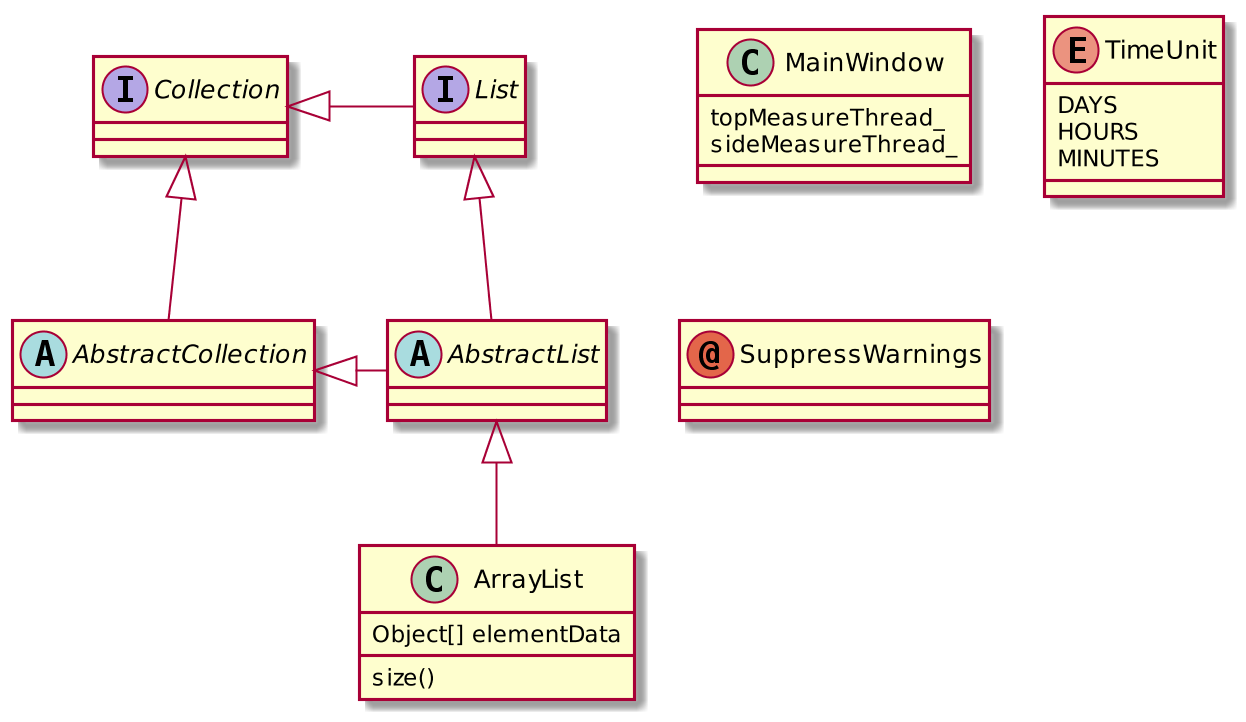 I Collection
I List
C MainWindow
topMeasureThread_
sideMeasureThread_
E TimeUnit
DAYS
HOURS
MINUTES
A AbstractCollection
A AbstractList
@ SuppressWarnings
C ArrayList
Object[] elementData
size()